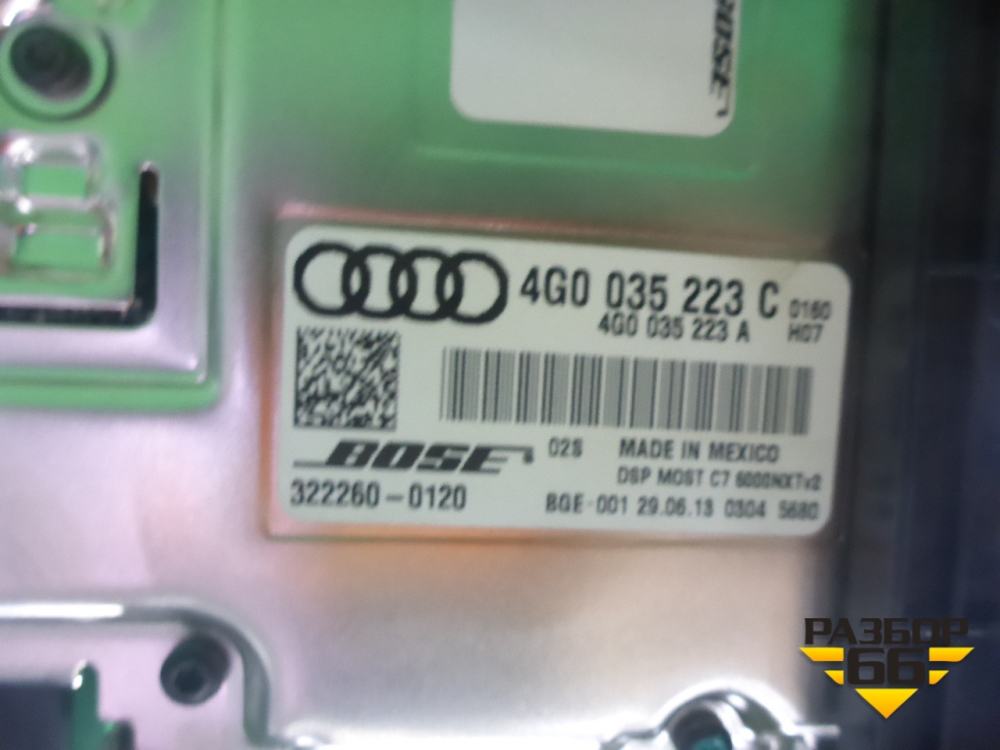 BOSE
4G0 035 223 C 0160
4G0 035 223 A H07
BOSE 02S MADE IN MEXICO
DSP MOST C7 6000NXTv2
322260-0120 BGE-001 29.06.13 0304 5680
РАЗБОР
66